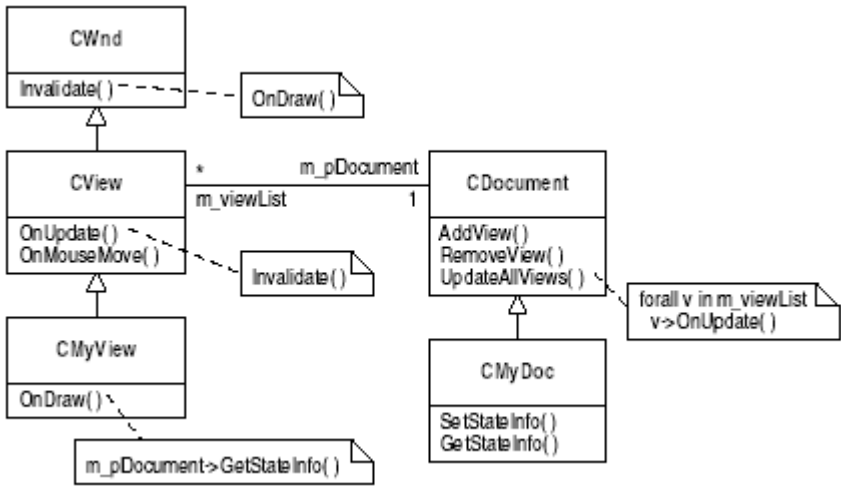 CWnd
Invalidate( )
OnDraw( )
CView
OnUpdate( )
OnMouseMove( )
*
m_viewList
m_pDocument
1
CDocument
AddView( )
RemoveView( )
UpdateAllViews( )
Invalidate( )
forall v in m_viewList
v->OnUpdate( )
CMyView
OnDraw( )
CMyDoc
SetStateInfo( )
GetStateInfo( )
m_pDocument->GetStateInfo( )